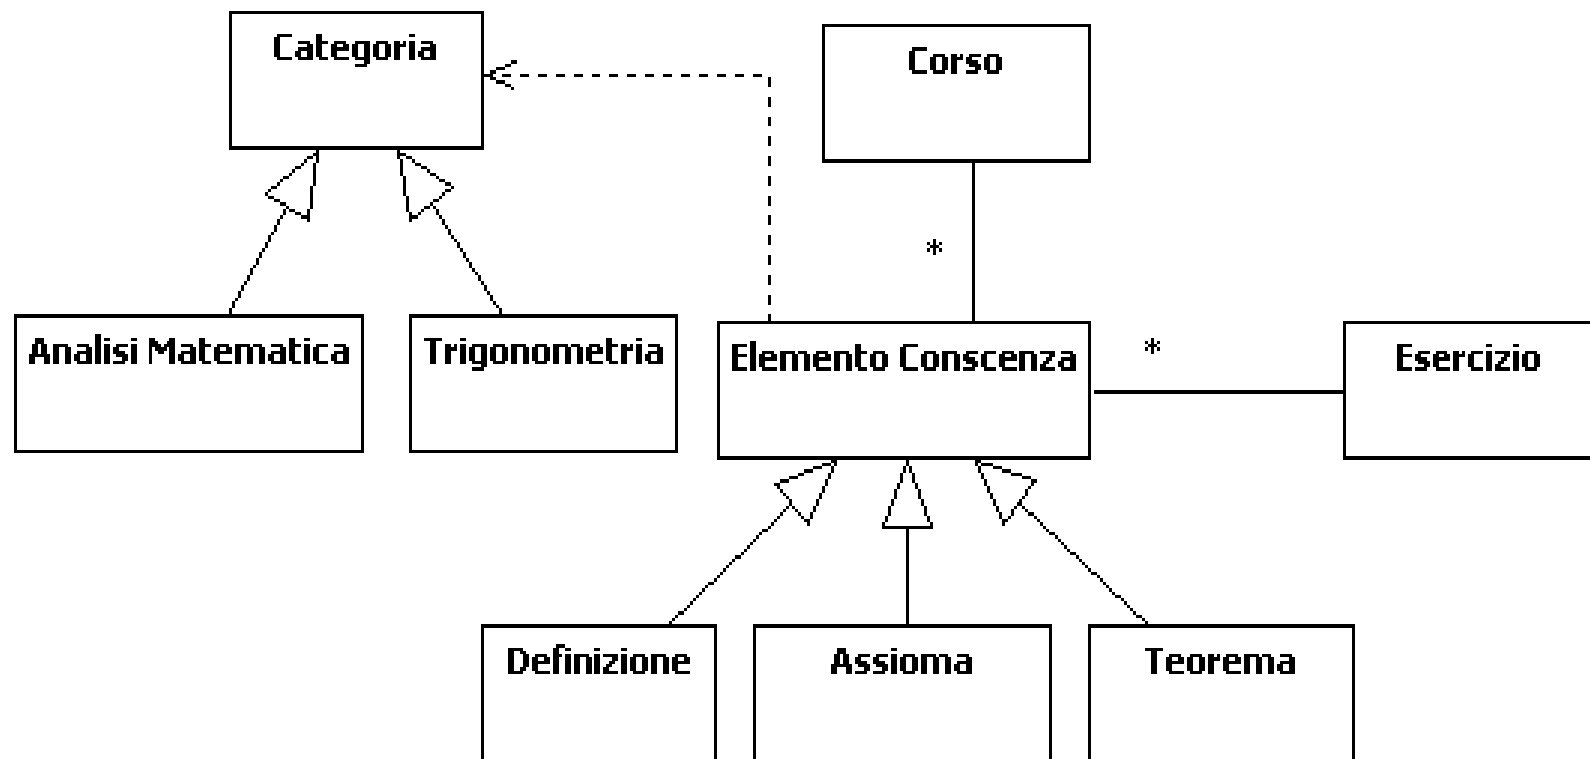 Categoria
Corso
*
Analisi Matematica
Trigonometria
Elemento Conscenza
*
Esercizio
Definizione
Assioma
Teorema